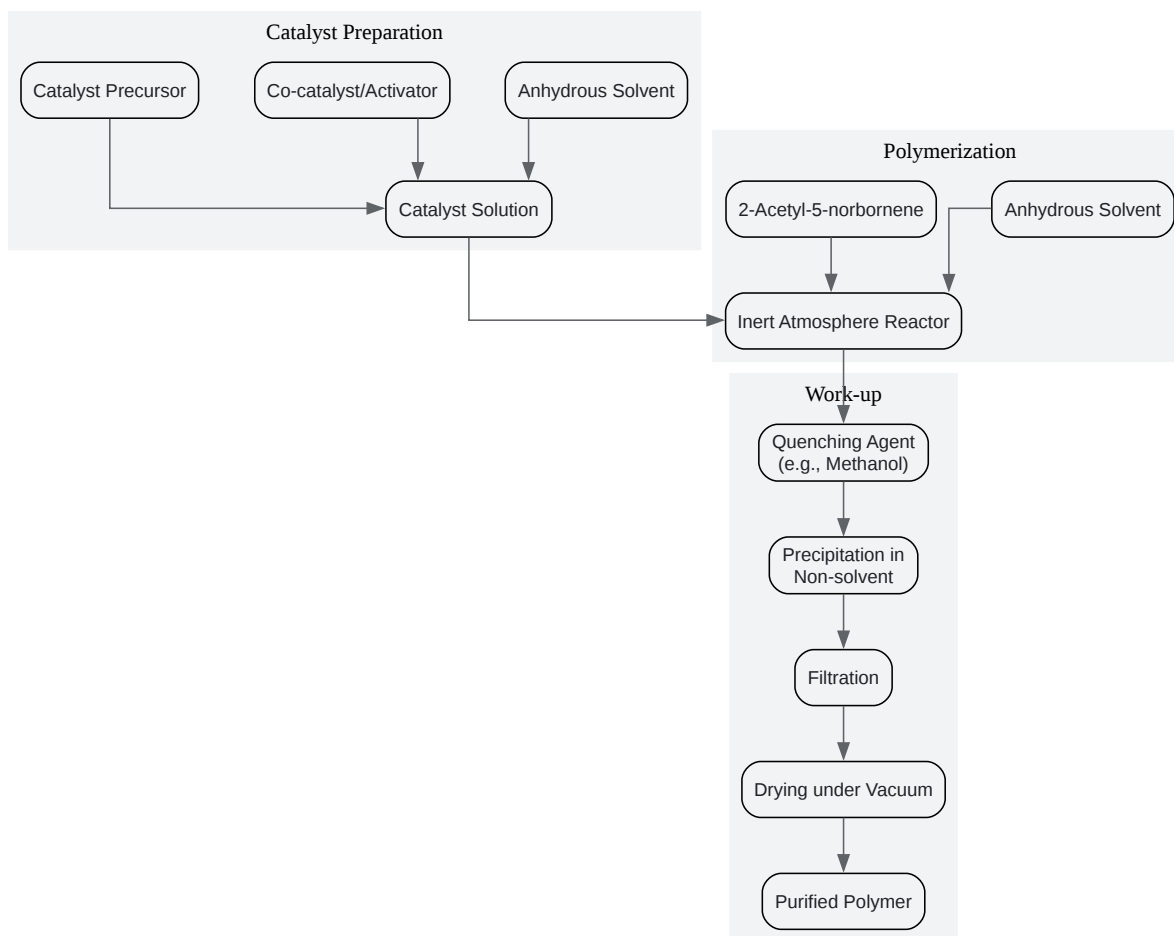 Catalyst Preparation
Catalyst Precursor
Co-catalyst/Activator
Anhydrous Solvent
Catalyst Solution
Polymerization
2-Acetyl-5-norbornene
Anhydrous Solvent
Inert Atmosphere Reactor
Work-up
Quenching Agent
(e.g., Methanol)
Precipitation in
Non-solvent
Filtration
Drying under Vacuum
Purified Polymer